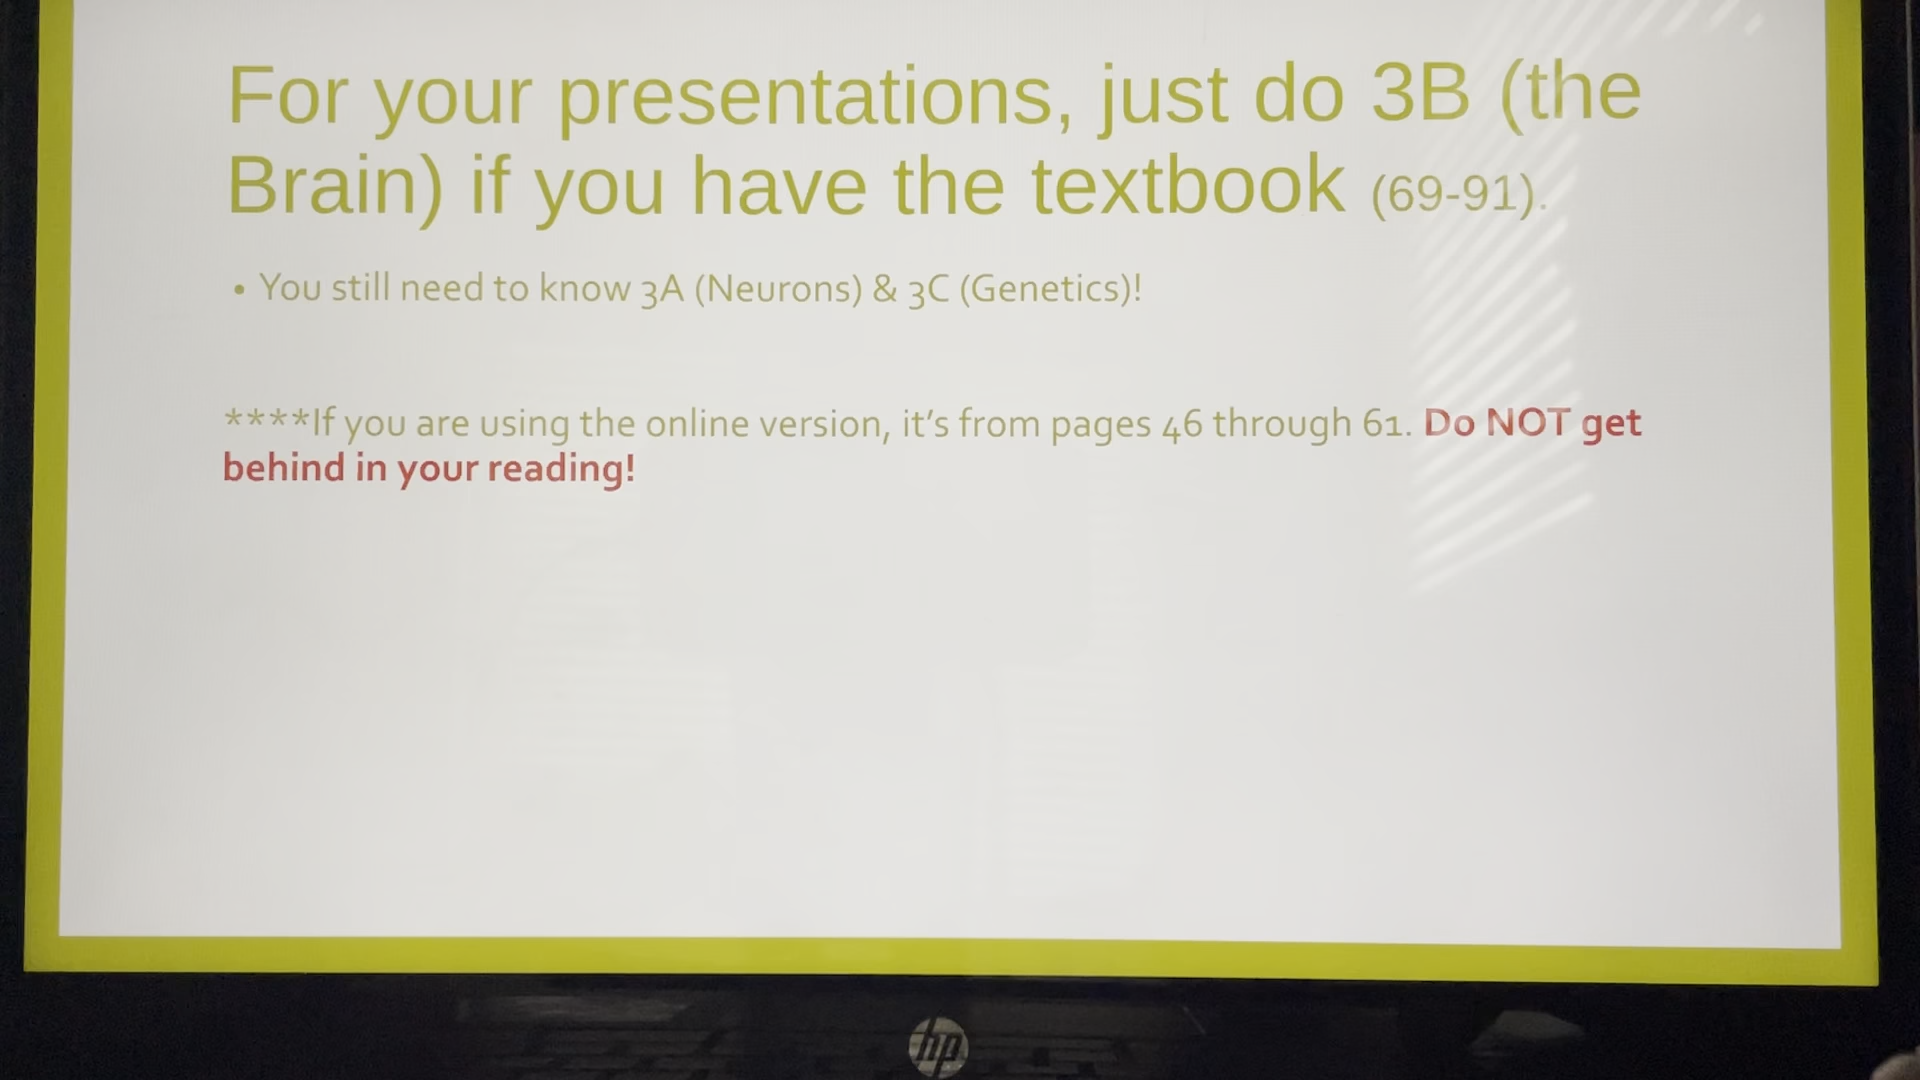 For your presentations, just do 3B (the
Brain) if you have the textbook (69-91).
• You still need to know 3A (Neurons) & 3C (Genetics)!
****If you are using the online version, it’s from pages 46 through 61. Do NOT get
behind in your reading!
hp